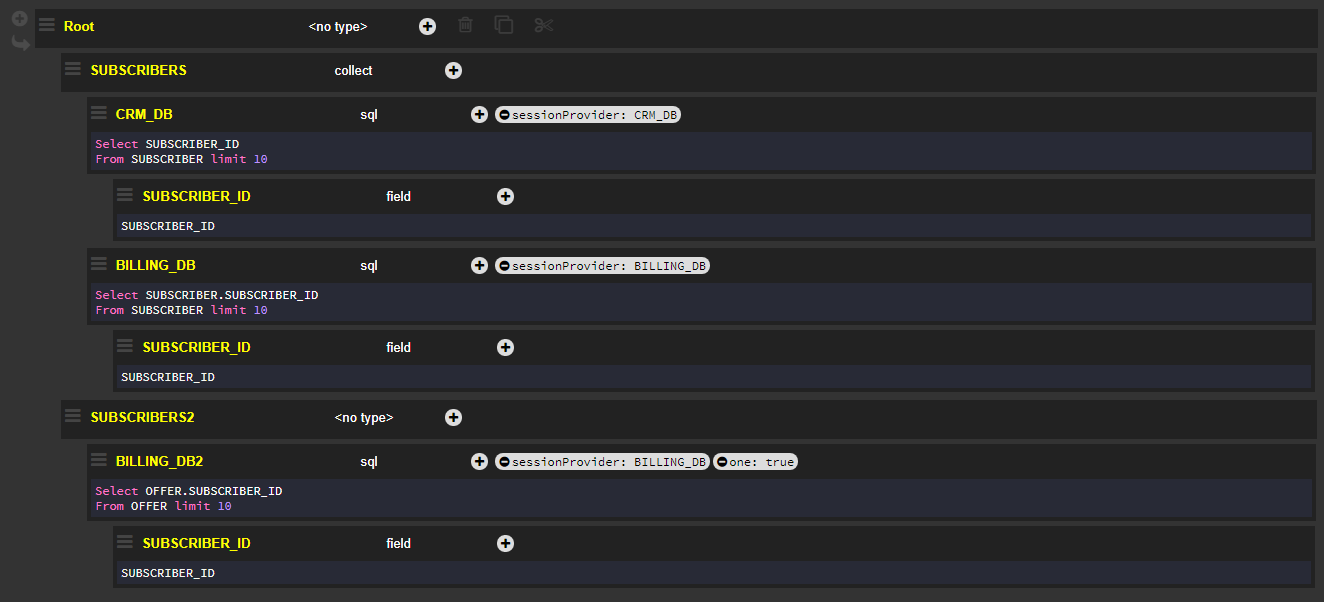 Root <no type>
SUBSCRIBERS collect
CRM_DB sql sessionProvider: CRM_DB
Select SUBSCRIBER_ID
From SUBSCRIBER limit 10
SUBSCRIBER_ID field
SUBSCRIBER_ID
BILLING_DB sql sessionProvider: BILLING_DB
Select SUBSCRIBER.SUBSCRIBER_ID
From SUBSCRIBER limit 10
SUBSCRIBER_ID field
SUBSCRIBER_ID
SUBSCRIBERS2 <no type>
BILLING_DB2 sql sessionProvider: BILLING_DB one: true
Select OFFER.SUBSCRIBER_ID
From OFFER limit 10
SUBSCRIBER_ID field
SUBSCRIBER_ID